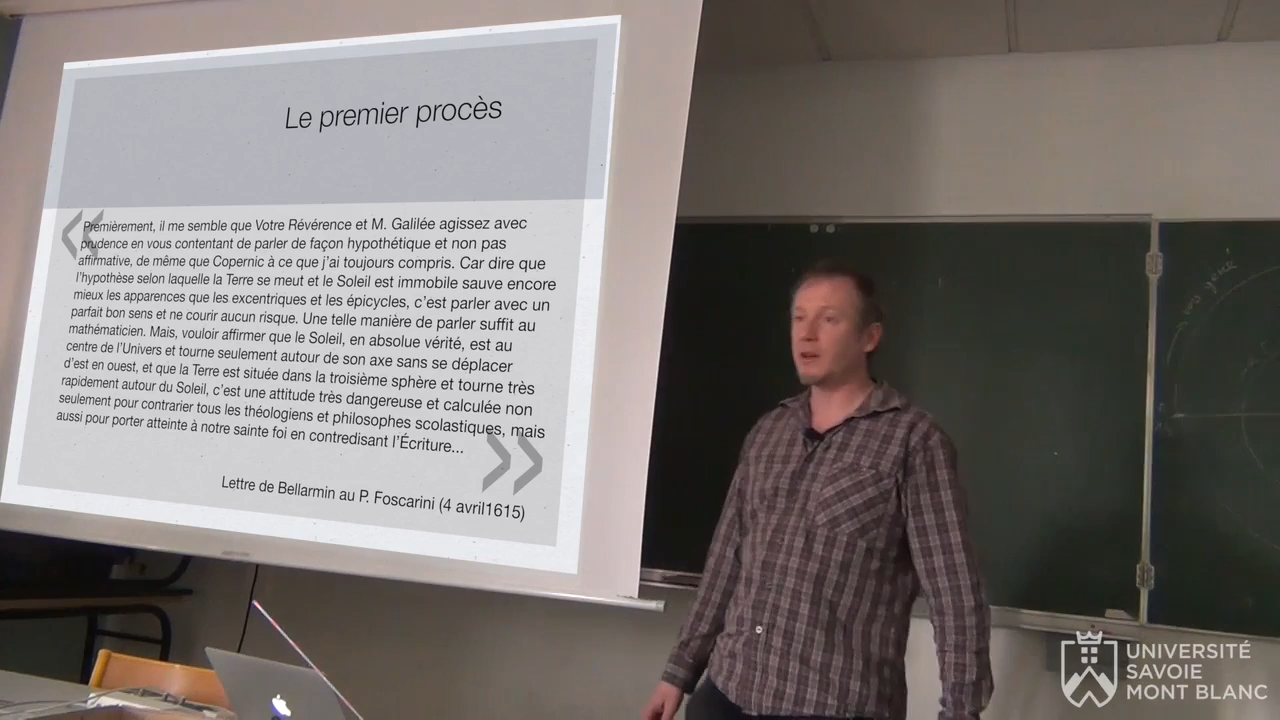 Le premier procès
«
Premièrement, il me semble que Votre Révérence et M. Galilée agissez avec
prudence en vous contentant de parler de façon hypothétique et non pas
affirmative, de même que Copernic à ce que j'ai toujours compris. Car dire que
l'hypothèse selon laquelle la Terre se meut et le Soleil est immobile sauve encore
mieux les apparences que les excentriques et les épicycles, c'est parler avec un
parfait bon sens et ne courir aucun risque. Une telle manière de parler suffit au
mathématicien. Mais, vouloir affirmer que le Soleil, en absolue vérité, est au
centre de l'Univers et tourne seulement autour de son axe sans se déplacer
d'est en ouest, et que la Terre est située dans la troisième sphère et tourne très
rapidement autour du Soleil, c'est une attitude très dangereuse et calculée non
seulement pour contrarier tous les théologiens et philosophes scolastiques, mais
aussi pour porter atteinte à notre sainte foi en contredisant l'Écriture...
»
Lettre de Bellarmin au P. Foscarini (4 avril1615)
UNIVERSITÉ
SAVOIE
MONT BLANC